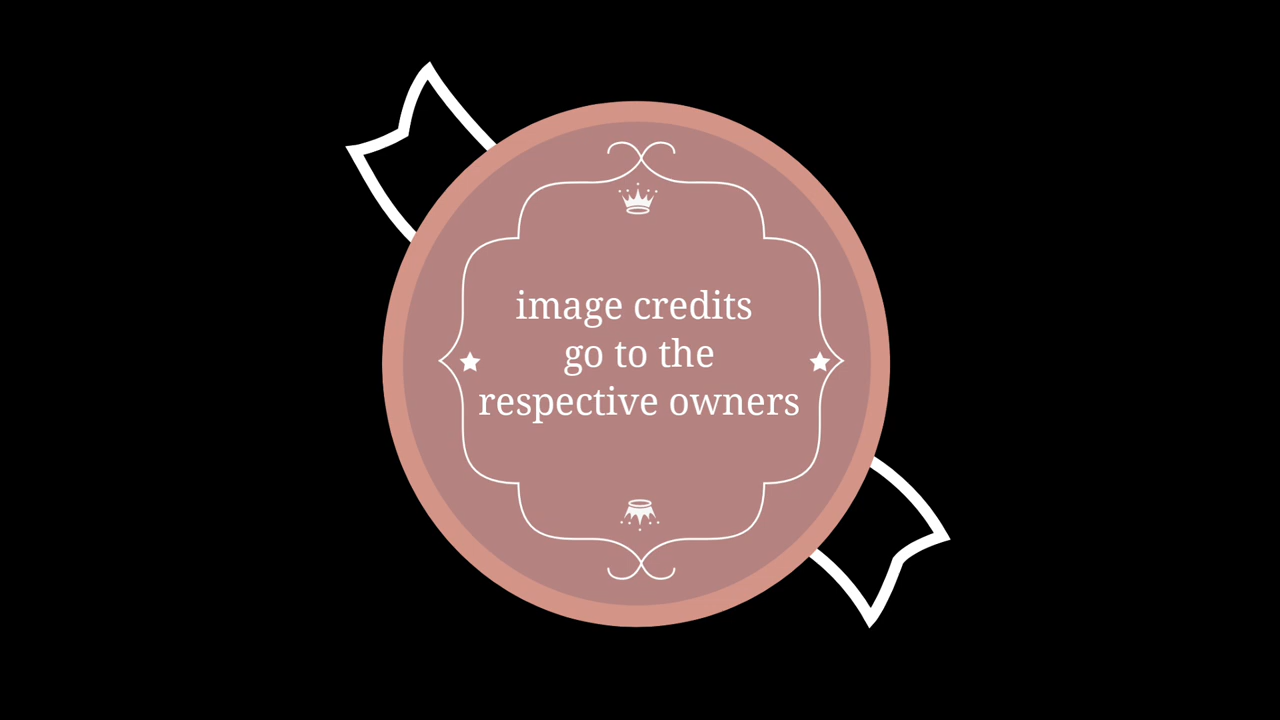 image credits
go to the
respective owners